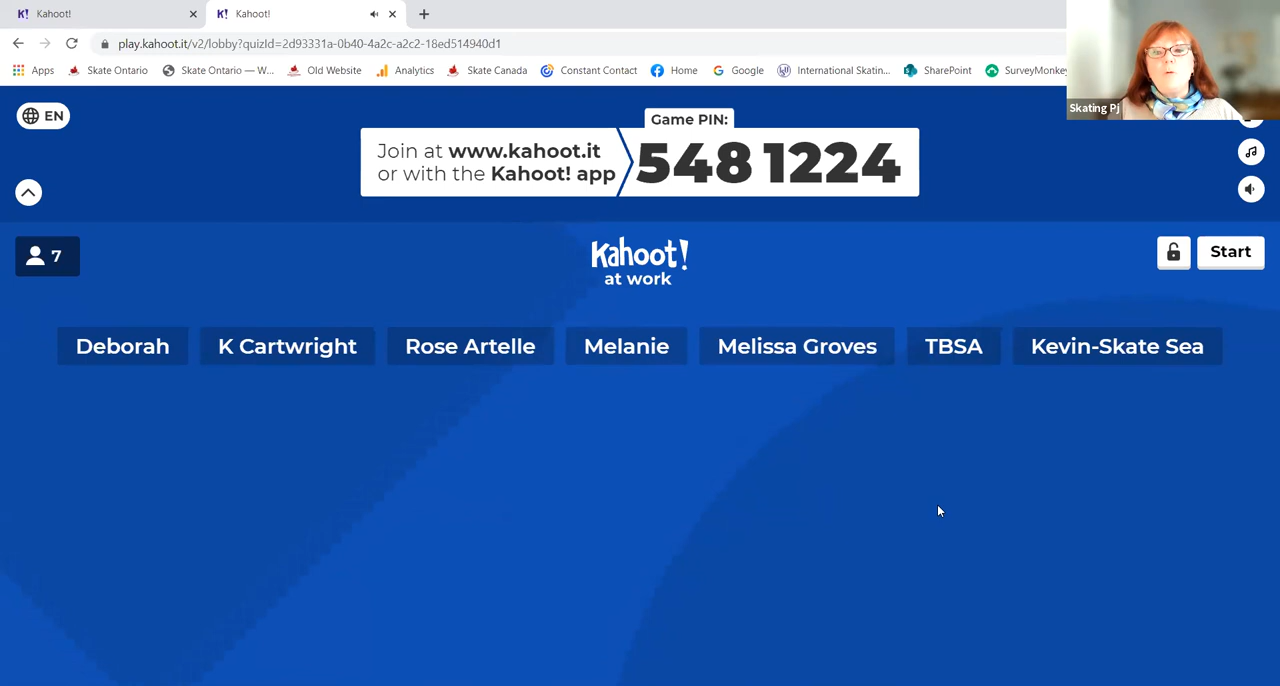 Kahoot!
Kahoot!
play.kahoot.it/v2/lobby?quizId=2d93331a-0b40-4a2c-a2c2-18ed514940d1
Apps Skate Ontario Skate Ontario — W... Old Website Analytics Skate Canada Constant Contact Home Google International Skatin... SharePoint SurveyMonke
Skating Pj
EN
Game PIN:
Join at www.kahoot.it
or with the Kahoot! app
548 1224
7
Kahoot!
at work
Start
Deborah K Cartwright Rose Artelle Melanie Melissa Groves TBSA Kevin-Skate Sea